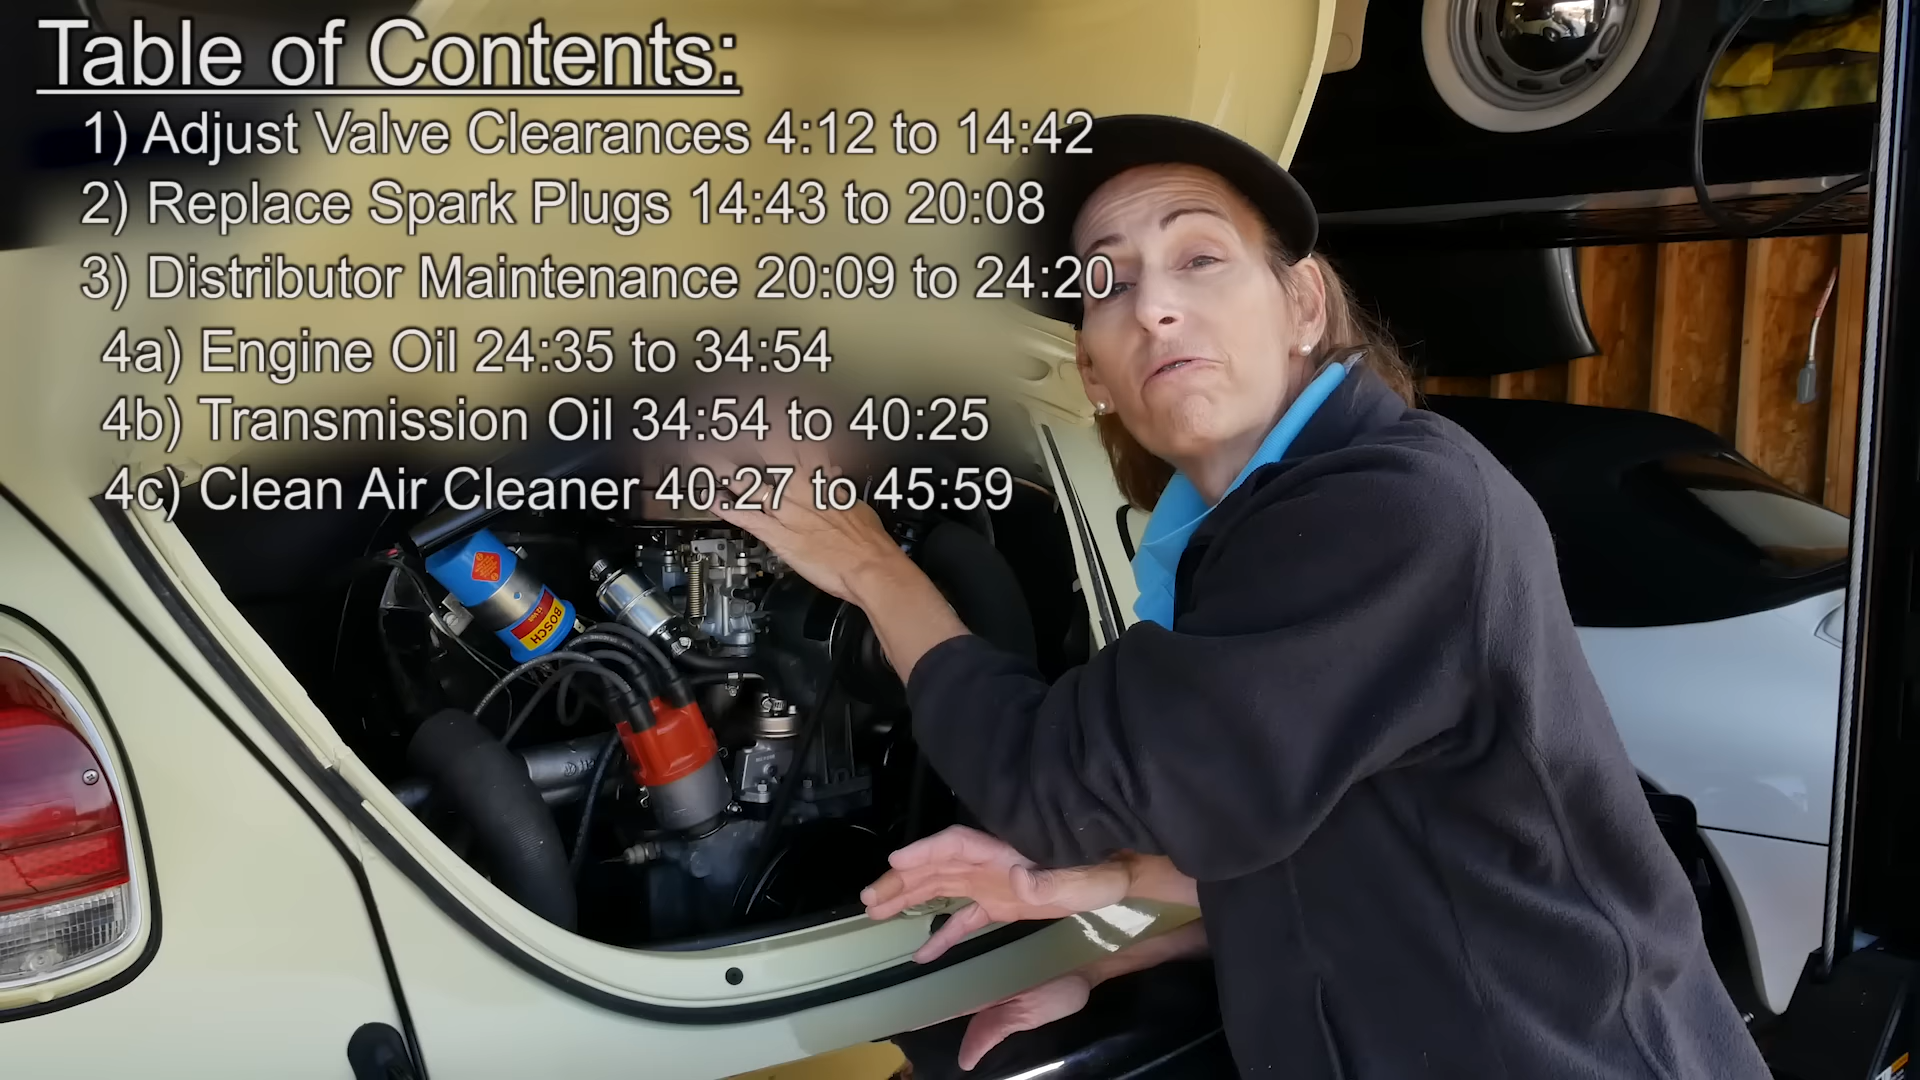 Table of Contents:
1) Adjust Valve Clearances 4:12 to 14:42
2) Replace Spark Plugs 14:43 to 20:08
3) Distributor Maintenance 20:09 to 24:20
4a) Engine Oil 24:35 to 34:54
4b) Transmission Oil 34:54 to 40:25
4c) Clean Air Cleaner 40:27 to 45:59
BOSCH